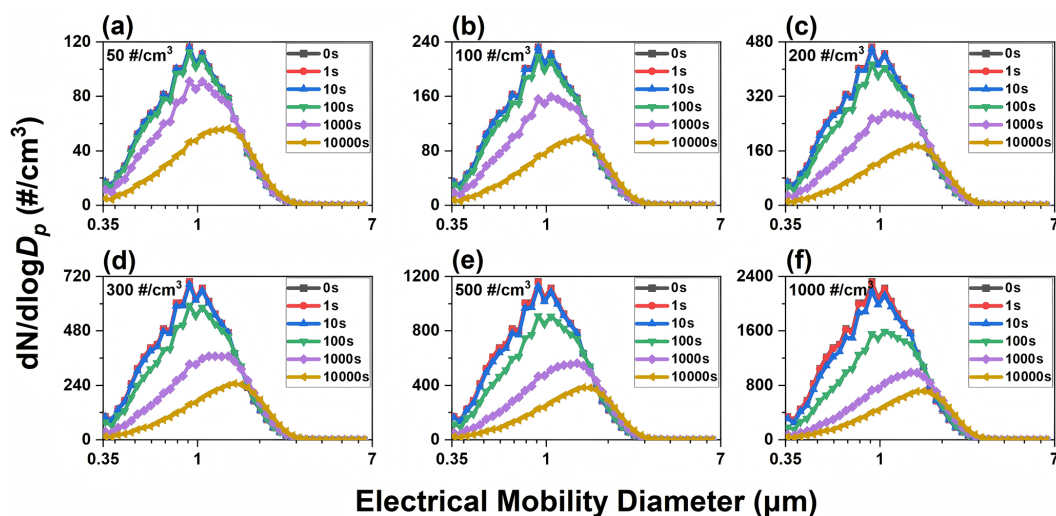 (a)
50 #/cm³
0s
1s
10s
100s
1000s
10000s
120
80
40
0
0.35
1
7
(b)
100 #/cm³
0s
1s
10s
100s
1000s
10000s
240
160
80
0
0.35
1
7
(c)
200 #/cm³
0s
1s
10s
100s
1000s
10000s
480
320
160
0
0.35
1
7
dN/dlogDₚ (#/cm³)
(d)
300 #/cm³
0s
1s
10s
100s
1000s
10000s
720
480
240
0
0.35
1
7
(e)
500 #/cm³
0s
1s
10s
100s
1000s
10000s
1200
800
400
0
0.35
1
7
(f)
1000 #/cm³
0s
1s
10s
100s
1000s
10000s
2400
1600
800
0
0.35
1
7
Electrical Mobility Diameter (μm)